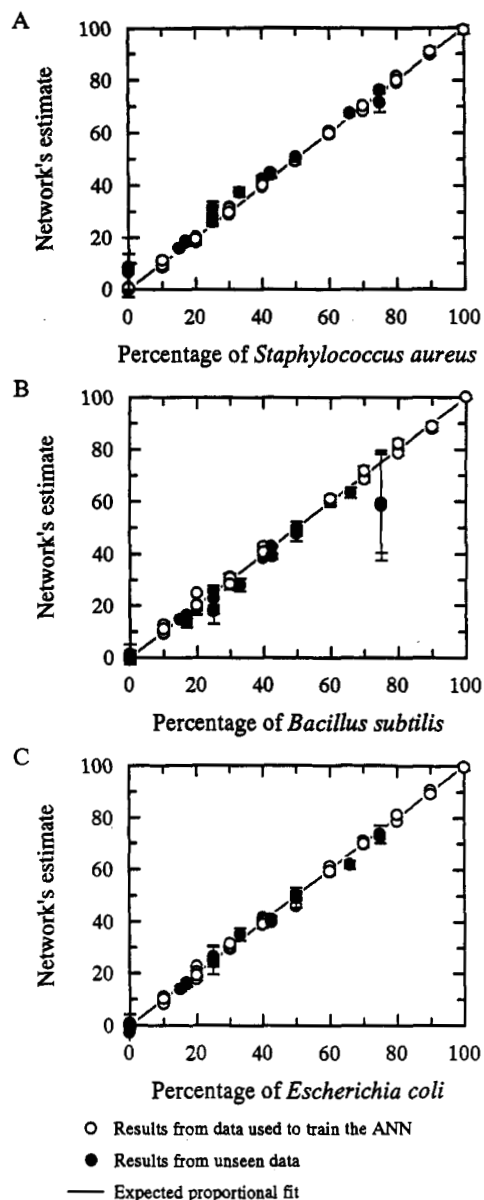 A
100
80
60
40
20
0
Network's estimate
0 20 40 60 80 100
Percentage of Staphylococcus aureus
B
100
80
60
40
20
0
Network's estimate
0 20 40 60 80 100
Percentage of Bacillus subtilis
C
100
80
60
40
20
0
Network's estimate
0 20 40 60 80 100
Percentage of Escherichia coli
Results from data used to train the ANN
Results from unseen data
Expected proportional fit